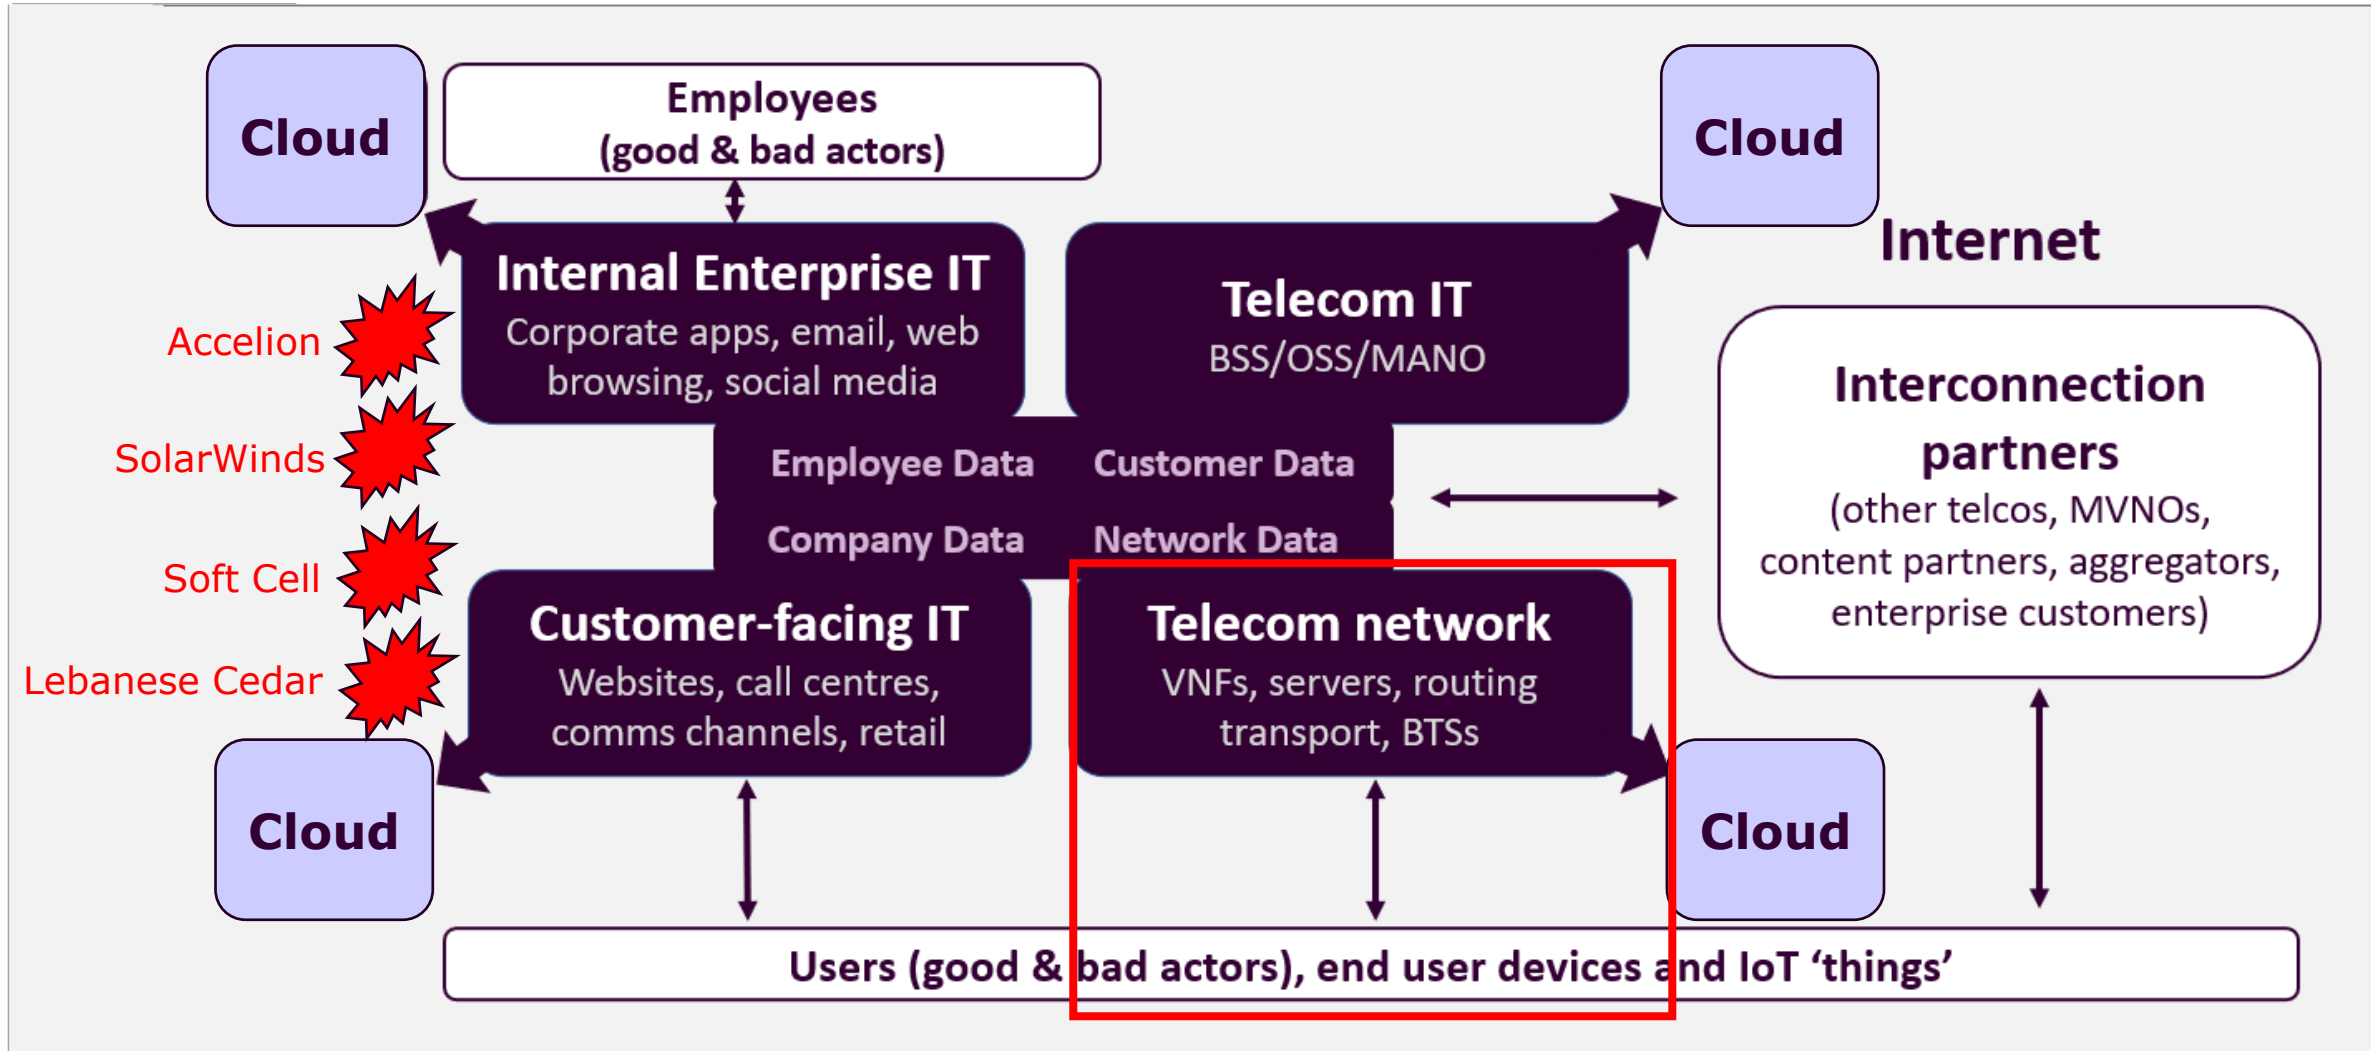 Cloud
Employees
(good & bad actors)
Cloud
Internet
Internal Enterprise IT
Corporate apps, email, web
browsing, social media
Telecom IT
BSS/OSS/MANO
Accelion
SolarWinds
Soft Cell
Lebanese Cedar
Employee Data
Customer Data
Company Data
Network Data
Interconnection
partners
(other telcos, MVNOs,
content partners, aggregators,
enterprise customers)
Customer-facing IT
Websites, call centres,
comms channels, retail
Telecom network
VNFs, servers, routing
transport, BTSs
Cloud
Cloud
Users (good & bad actors), end user devices and IoT ‘things’